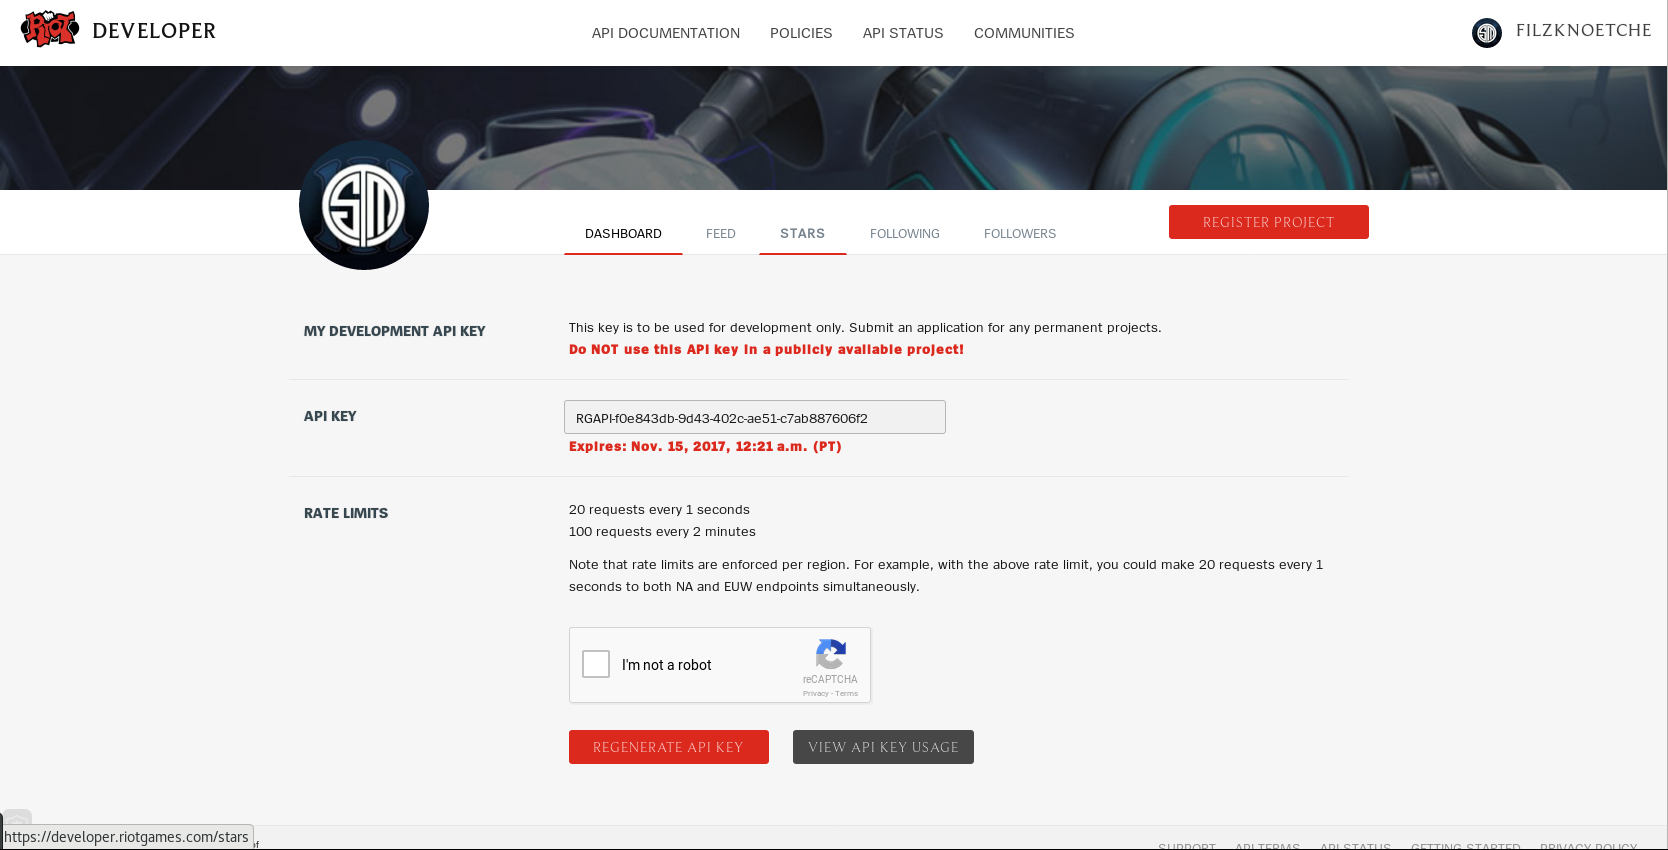 RIOT DEVELOPER
API DOCUMENTATION POLICIES API STATUS COMMUNITIES
FILZKNOETCHE
DASHBOARD FEED STARS FOLLOWING FOLLOWERS
REGISTER PROJECT
MY DEVELOPMENT API KEY
This key is to be used for development only. Submit an application for any permanent projects.
Do NOT use this API key in a publicly available project!
API KEY
RGAPI-f0e843db-9d43-402c-ae51-c7ab887606f2
Expires: Nov. 15, 2017, 12:21 a.m. (PT)
RATE LIMITS
20 requests every 1 seconds
100 requests every 2 minutes
Note that rate limits are enforced per region. For example, with the above rate limit, you could make 20 requests every 1
seconds to both NA and EUW endpoints simultaneously.
I'm not a robot
reCAPTCHA
Privacy - Terms
REGENERATE API KEY VIEW API KEY USAGE
https://developer.riotgames.com/stars
of
SUPPORT API TERMS API STATUS GETTING STARTED PRIVACY POLICY